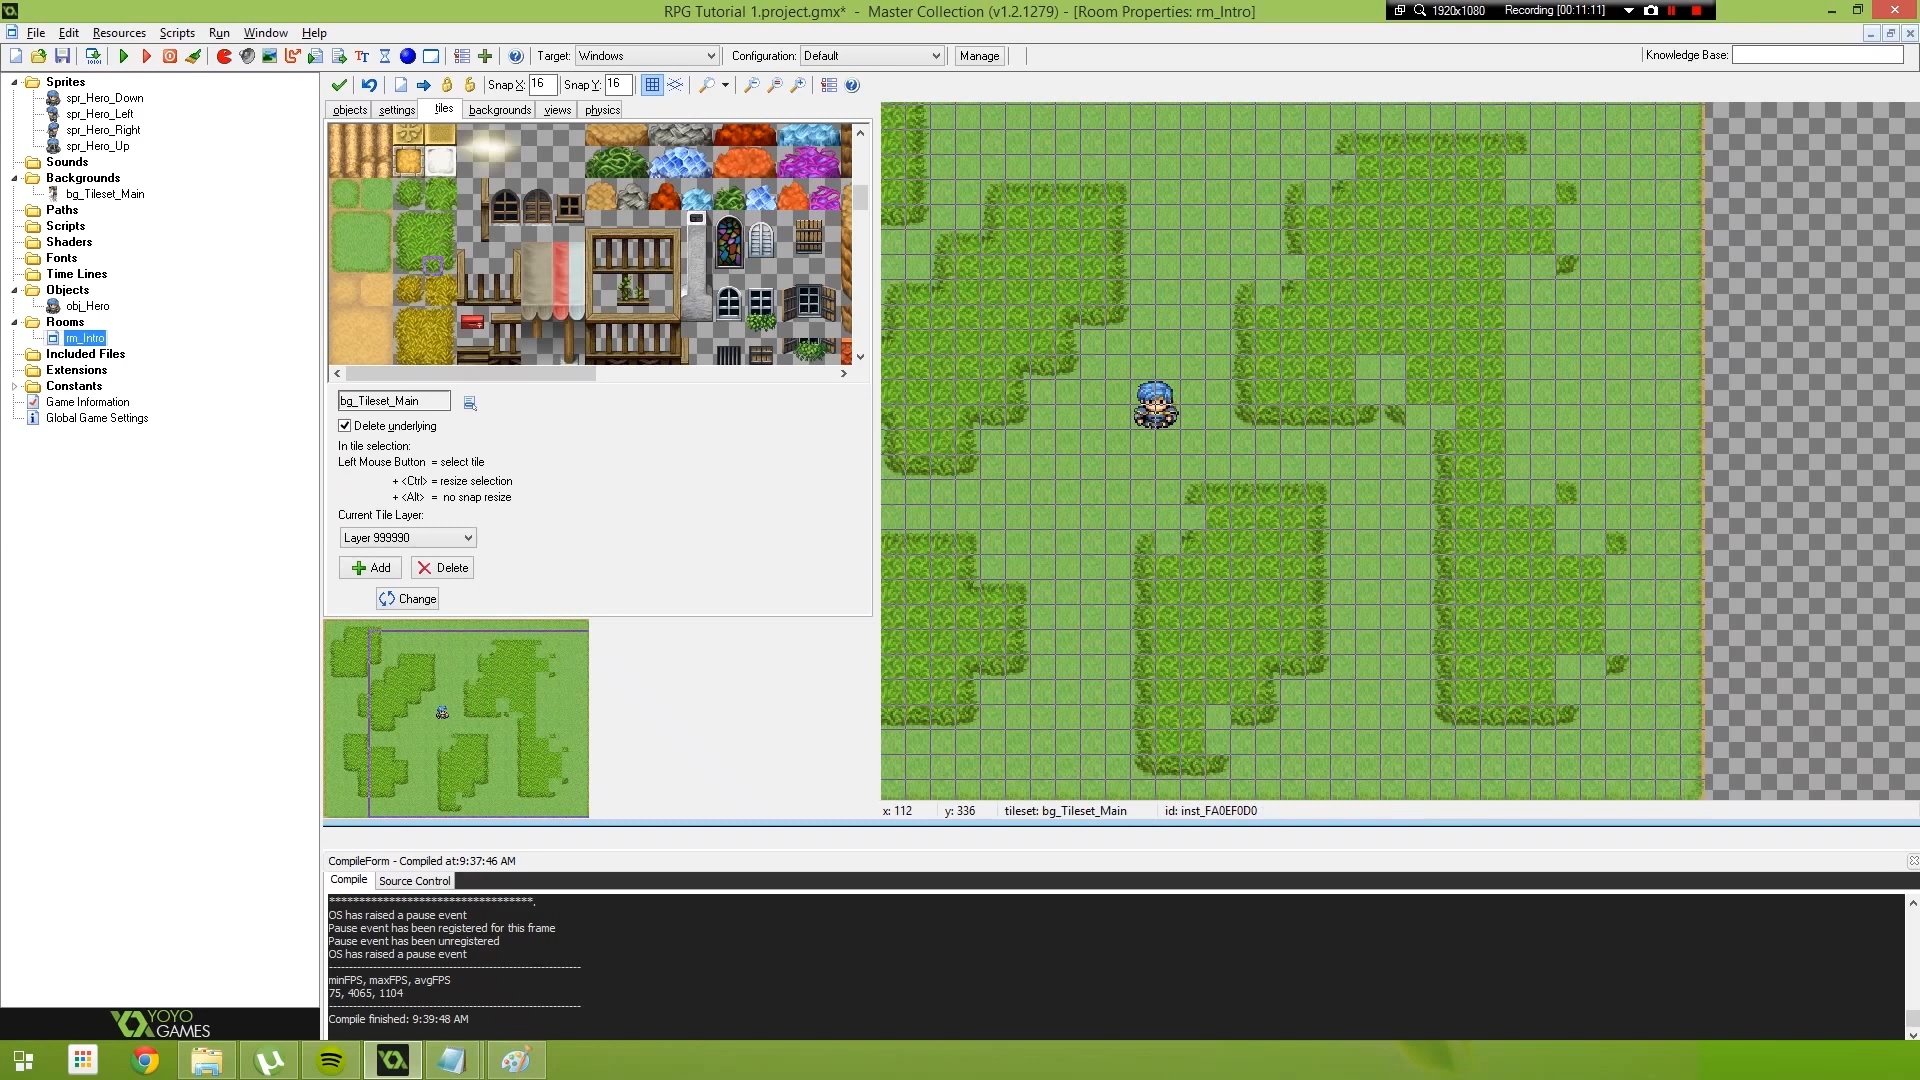 RPG Tutorial 1.project.gmx* - Master Collection (v1.2.1279) - [Room Properties: rm_Intro]
1920x1080 Recording [00:11:11]
File Edit Resources Scripts Run Window Help
Target: Windows Configuration: Default Manage Knowledge Base:
Snap X: 16 Snap Y: 16
objects settings tiles backgrounds views physics
Sprites
spr_Hero_Down
spr_Hero_Left
spr_Hero_Right
spr_Hero_Up
Sounds
Backgrounds
bg_Tileset_Main
Paths
Scripts
Shaders
Fonts
Time Lines
Objects
obj_Hero
Rooms
rm_Intro
Included Files
Extensions
Constants
Game Information
Global Game Settings
bg_Tileset_Main
Delete underlying
In tile selection:
Left Mouse Button = select tile
+ <Ctrl> = resize selection
+ <Alt> = no snap resize
Current Tile Layer:
Layer 999990
Add Delete
Change
x: 112 y: 336 tileset: bg_Tileset_Main id: inst_FA0EF0D0
CompileForm - Compiled at:9:37:46 AM
Compile Source Control
***********************************.
OS has raised a pause event
Pause event has been registered for this frame
Pause event has been unregistered
OS has raised a pause event
minFPS, maxFPS, avgFPS
75, 4065, 1104
Compile finished: 9:39:48 AM
YOYO
GAMES